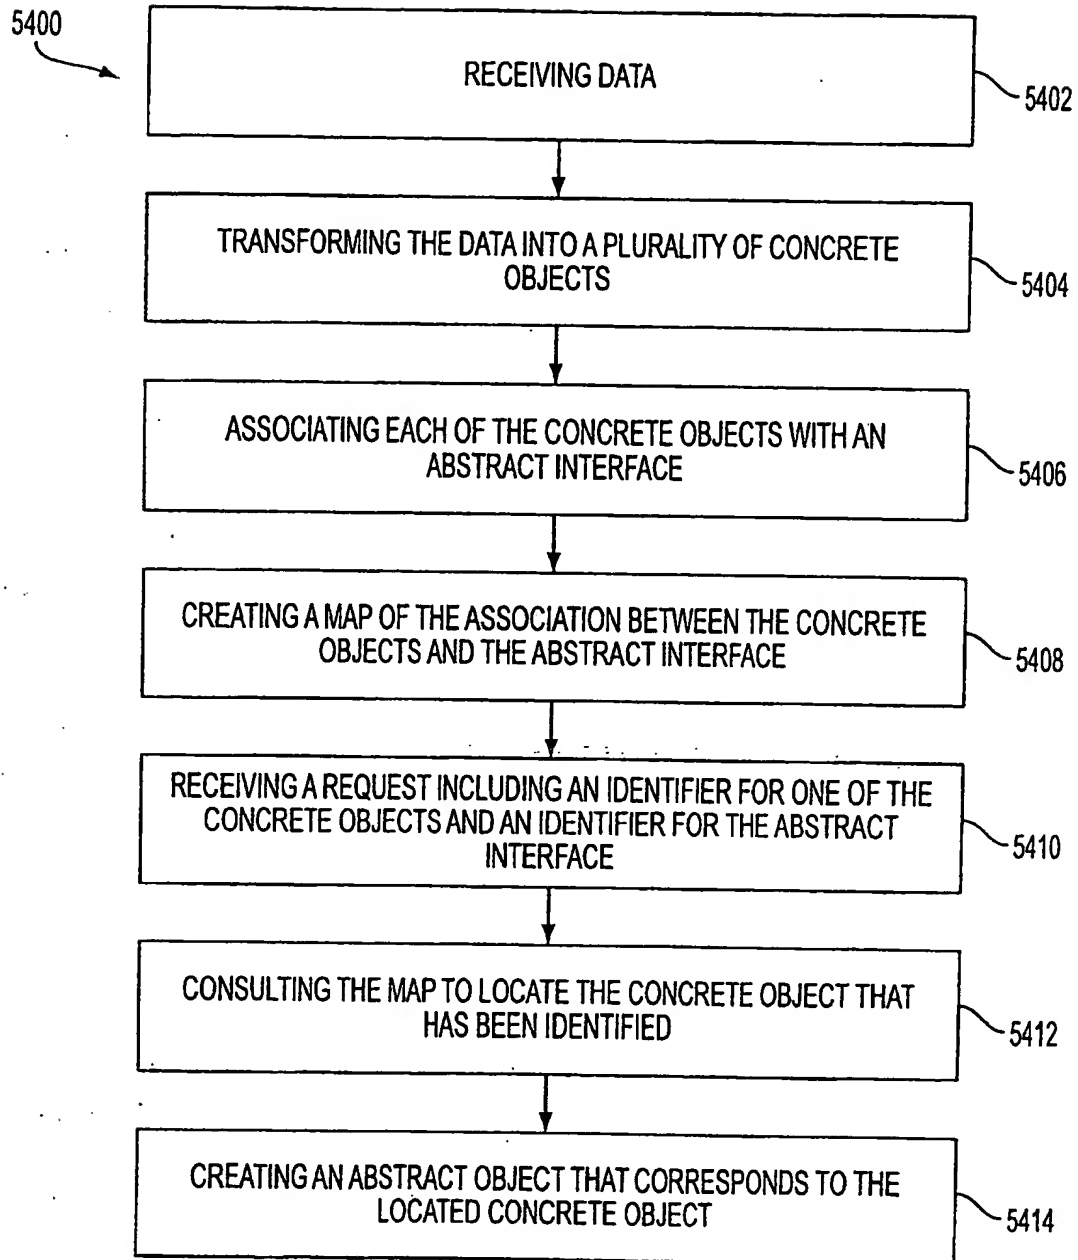 5400
RECEIVING DATA
5402
TRANSFORMING THE DATA INTO A PLURALITY OF CONCRETE
OBJECTS
5404
ASSOCIATING EACH OF THE CONCRETE OBJECTS WITH AN
ABSTRACT INTERFACE
5406
CREATING A MAP OF THE ASSOCIATION BETWEEN THE CONCRETE
OBJECTS AND THE ABSTRACT INTERFACE
5408
RECEIVING A REQUEST INCLUDING AN IDENTIFIER FOR ONE OF THE
CONCRETE OBJECTS AND AN IDENTIFIER FOR THE ABSTRACT
INTERFACE
5410
CONSULTING THE MAP TO LOCATE THE CONCRETE OBJECT THAT
HAS BEEN IDENTIFIED
5412
CREATING AN ABSTRACT OBJECT THAT CORRESPONDS TO THE
LOCATED CONCRETE OBJECT
5414